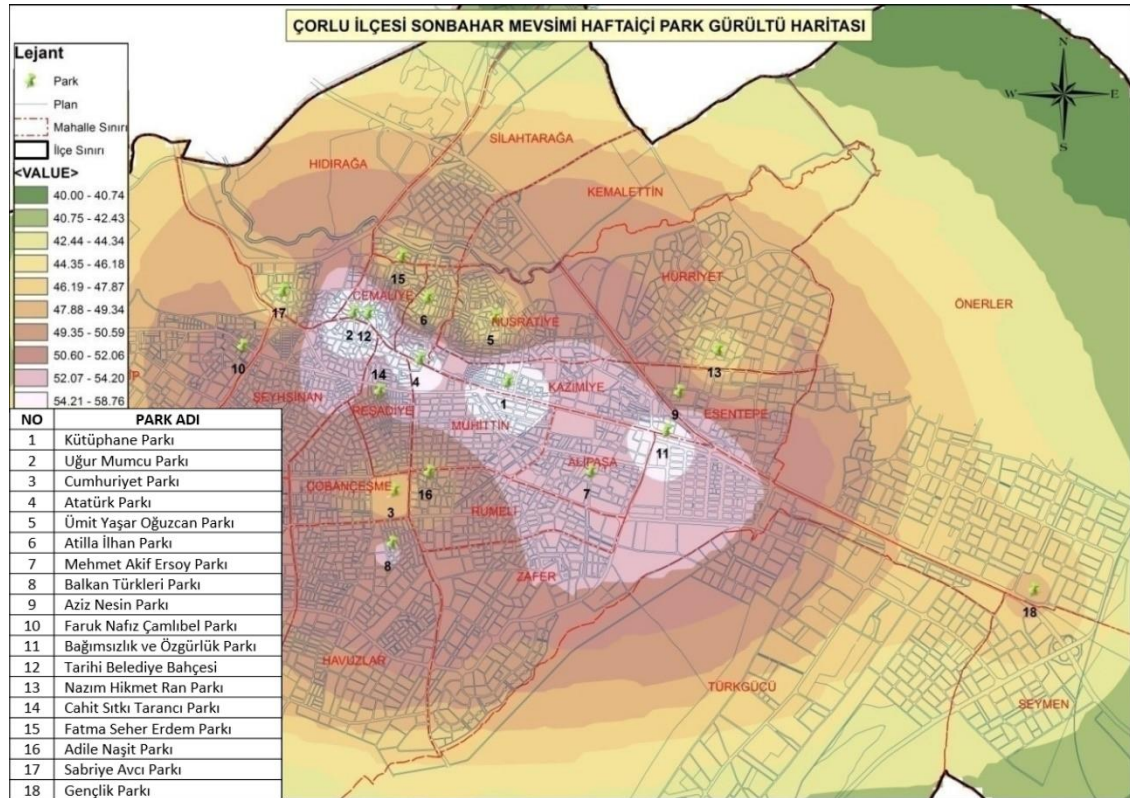 ÇORLU İLÇESİ SONBAHAR MEVSİMİ HAFTAİÇİ PARK GÜRÜLTÜ HARİTASI
Lejant
Park
Plan
Mahalle Sınırı
İlçe Sınırı
<VALUE>
40.00 - 40.74
40.75 - 42.43
42.44 - 44.34
44.35 - 46.18
46.19 - 47.87
47.88 - 49.34
49.35 - 50.59
50.60 - 52.06
52.07 - 54.20
54.21 - 58.76
N
W
E
S
SİLAHTARAĞA
HIDIRAĞA
KEMALETTİN
HÜRRİYET
ÖNERLER
CEMALİYE
NUSRATİYE
KAZIMİYE
ESENTEPE
ŞEYHSİNAN
REŞADİYE
MUHİTTİN
ALİPAŞA
ÇOBANÇEŞME
RUMELİ
ZAFER
HAVUZLAR
TÜRKGÜCÜ
SEYMEN
15
17
6
2
12
5
10
13
14
4
1
9
11
16
7
3
8
18
NO PARK ADI
1 Kütüphane Parkı
2 Uğur Mumcu Parkı
3 Cumhuriyet Parkı
4 Atatürk Parkı
5 Ümit Yaşar Oğuzcan Parkı
6 Atilla İlhan Parkı
7 Mehmet Akif Ersoy Parkı
8 Balkan Türkleri Parkı
9 Aziz Nesin Parkı
10 Faruk Nafız Çamlıbel Parkı
11 Bağımsızlık ve Özgürlük Parkı
12 Tarihi Belediye Bahçesi
13 Nazım Hikmet Ran Parkı
14 Cahit Sıtkı Tarancı Parkı
15 Fatma Seher Erdem Parkı
16 Adile Naşit Parkı
17 Sabriye Avcı Parkı
18 Gençlik Parkı